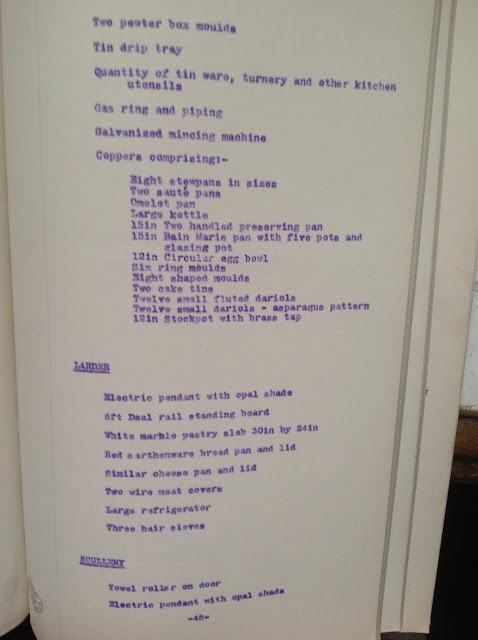 Two pewter box moulds
Tin drip tray
Quantity of tin ware, turnery and other kitchen
utensils
Gas ring and piping
Galvanized mincing machine
Coppers comprising:-
Eight stewpans in sizes
Two sauté pans
Omelet pan
Large kettle
15in Two handled preserving pan
15in Bain Marie pan with five pots and
glazing pot
12in Circular egg bowl
Six ring moulds
Eight shaped moulds
Two cake tins
Twelve small fluted dariols
Twelve small dariols - asparagus pattern
12in Stockpot with brass tap
LARDER
Electric pendant with opal shade
6ft Deal rail standing board
White marble pastry slab 30in by 24in
Red earthenware bread pan and lid
Similar cheese pan and lid
Two wire meat covers
Large refrigerator
Three hair sieves
SCULLERY
Towel roller on door
Electric pendant with opal shade
-48-